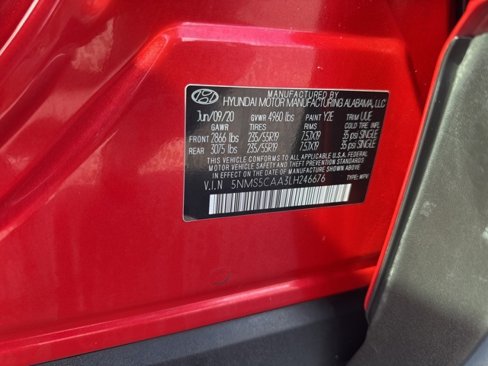 MANUFACTURED BY
HYUNDAI MOTOR MANUFACTURING ALABAMA, LLC
Jun/09/20 GVWR 4960 lbs PAINT Y2E TRIM UUE
GAWR TIRES RIMS COLD TIRE INFL
FRONT 2866 lbs 235/55R19 7.5JX19 35 psi SINGLE
REAR 3075 lbs 235/55R19 7.5JX19 35 psi SINGLE
THIS VEHICLE CONFORMS TO ALL APPLICABLE U.S.A. FEDERAL
MOTOR VEHICLE SAFETY AND THEFT PREVENTION STANDARDS
IN EFFECT ON THE DATE OF MANUFACTURE SHOWN ABOVE
V.I.N 5NMS5CAA3LH246676 TYPE: MPV